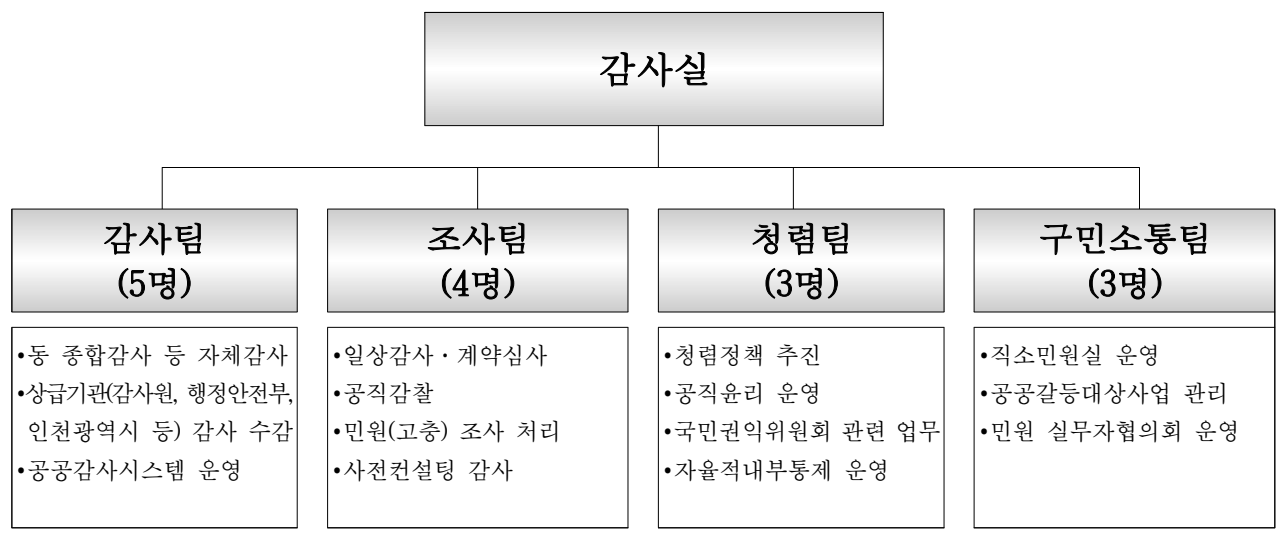 감사실
감사팀
(5명)
조사팀
(4명)
청렴팀
(3명)
구민소통팀
(3명)
•동 종합감사 등 자체감사
•상급기관(감사원, 행정안전부,
인천광역시 등) 감사 수감
•공공감사시스템 운영
•일상감사·계약심사
•공직감찰
•민원(고충) 조사 처리
•사전컨설팅 감사
•청렴정책 추진
•공직윤리 운영
•국민권익위원회 관련 업무
•자율적내부통제 운영
•직소민원실 운영
•공공갈등대상사업 관리
•민원 실무자협의회 운영